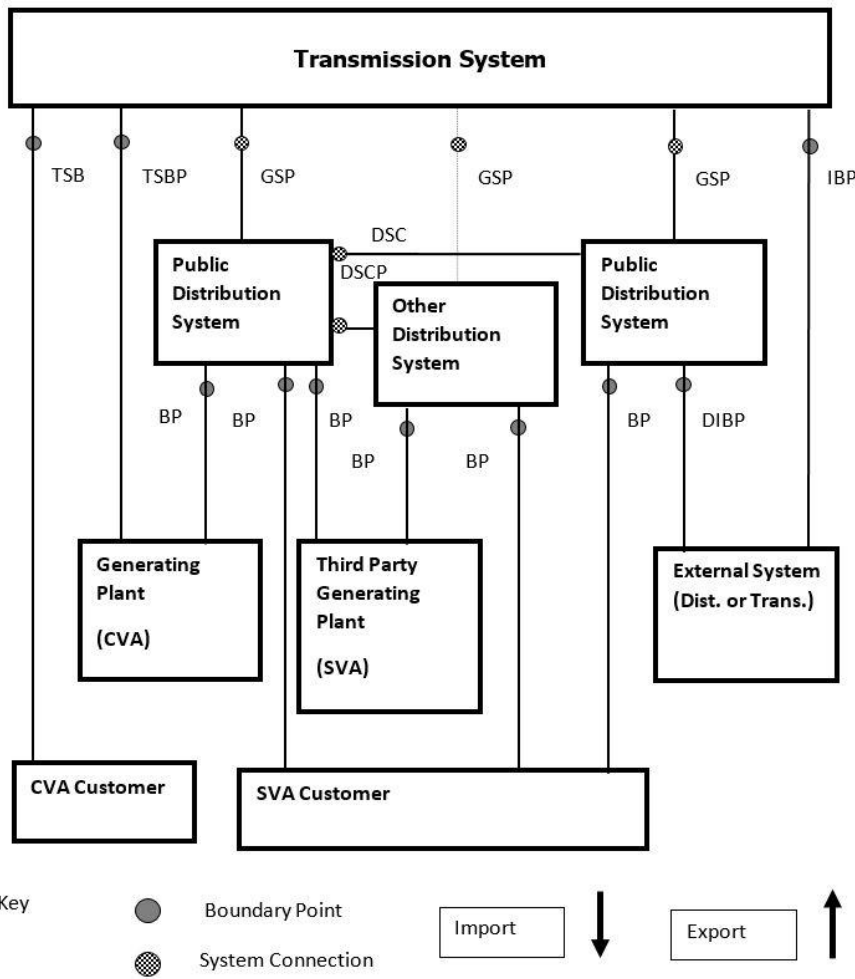 Transmission System
TSB
TSBP
GSP
GSP
GSP
IBP
DSC
DSCP
Public
Distribution
System
Other
Distribution
System
Public
Distribution
System
BP
BP
BP
BP
BP
BP
DIBP
Generating
Plant
(CVA)
Third Party
Generating
Plant
(SVA)
External System
(Dist. or Trans.)
CVA Customer
SVA Customer
Key
Boundary Point
System Connection
Import
Export